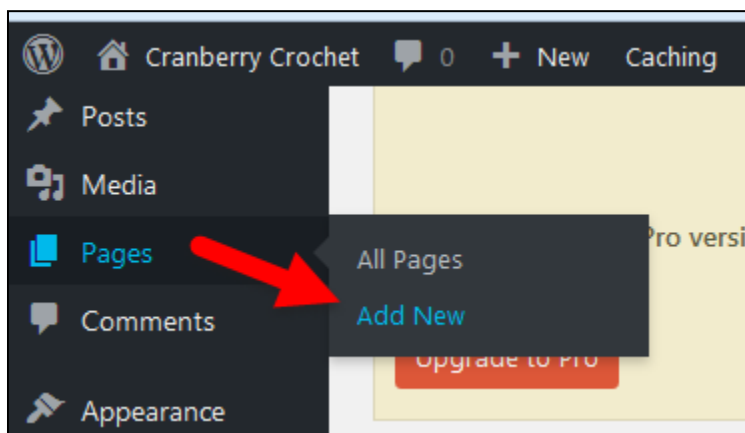 Cranberry Crochet 0 New Caching
Posts
Media
Pages
All Pages
Pro versi
Add New
Comments
Upgrade to Pro
Appearance